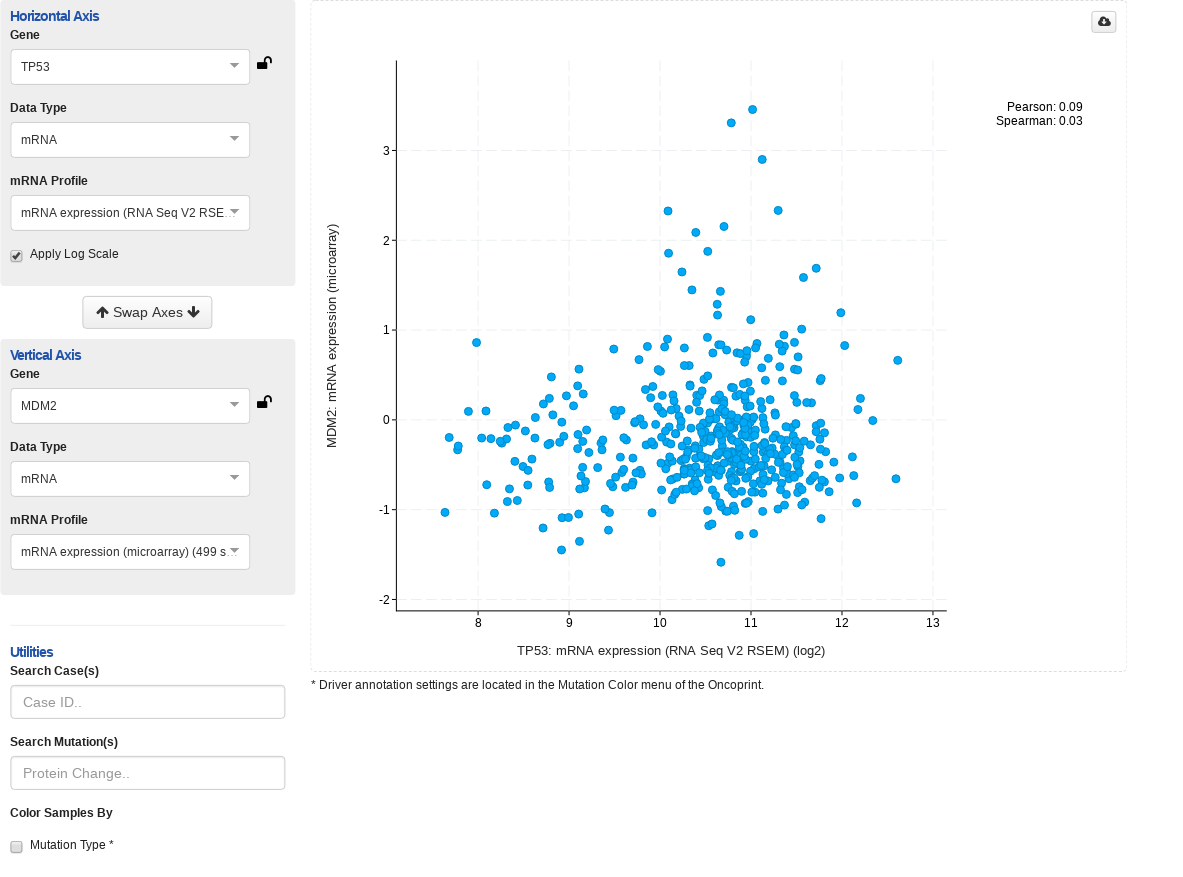 Horizontal Axis
Gene
TP53
Data Type
mRNA
mRNA Profile
mRNA expression (RNA Seq V2 RSE...
Apply Log Scale
Swap Axes
Vertical Axis
Gene
MDM2
Data Type
mRNA
mRNA Profile
mRNA expression (microarray) (499 s...
Utilities
Search Case(s)
Case ID..
Search Mutation(s)
Protein Change..
Color Samples By
Mutation Type *
Pearson: 0.09
Spearman: 0.03
MDM2: mRNA expression (microarray)
3
2
1
0
-1
-2
8 9 10 11 12 13
TP53: mRNA expression (RNA Seq V2 RSEM) (log2)
* Driver annotation settings are located in the Mutation Color menu of the Oncoprint.